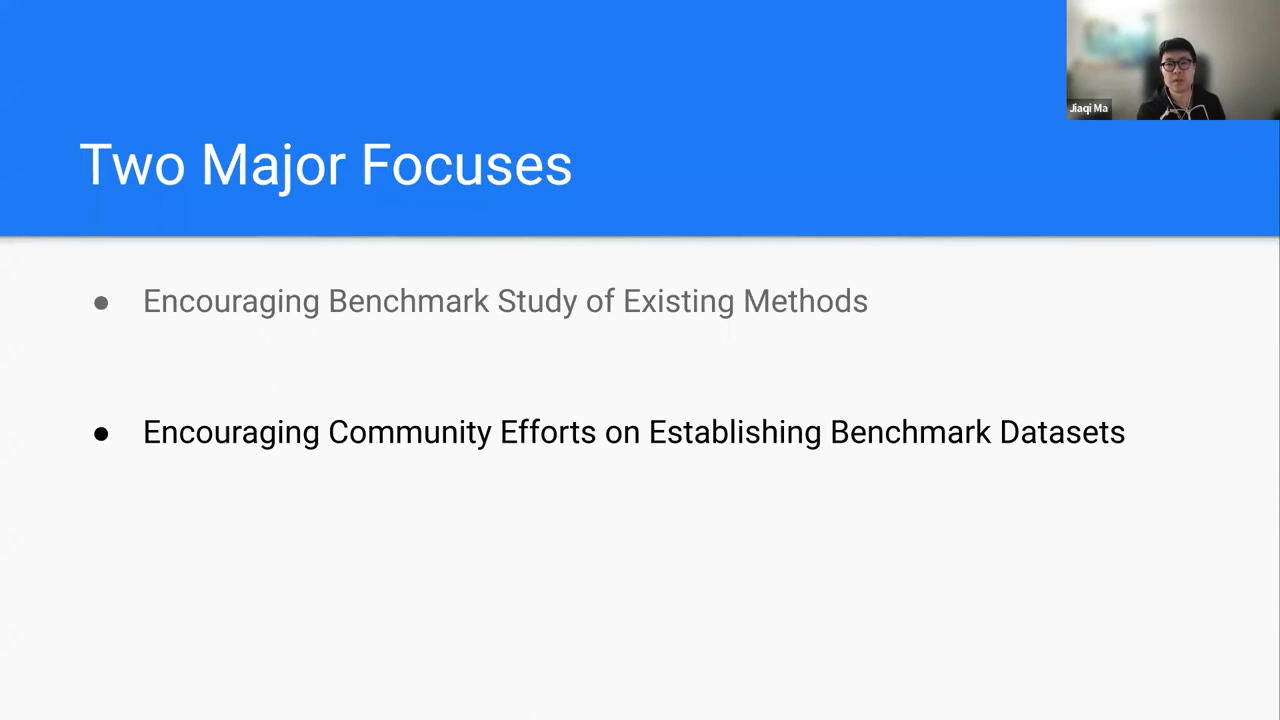 Jiaqi Ma
Two Major Focuses
● Encouraging Benchmark Study of Existing Methods
● Encouraging Community Efforts on Establishing Benchmark Datasets